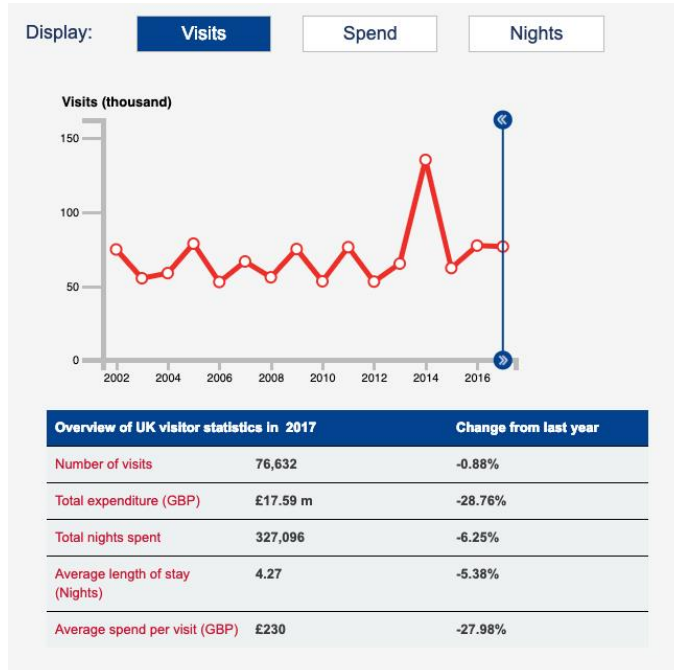 Display: Visits Spend Nights
Visits (thousand)
150
100
50
0
2002 2004 2006 2008 2010 2012 2014 2016
Overview of UK visitor statistics in 2017 Change from last year
Number of visits 76,632 -0.88%
Total expenditure (GBP) £17.59 m -28.76%
Total nights spent 327,096 -6.25%
Average length of stay 4.27 -5.38%
(Nights)
Average spend per visit (GBP) £230 -27.98%